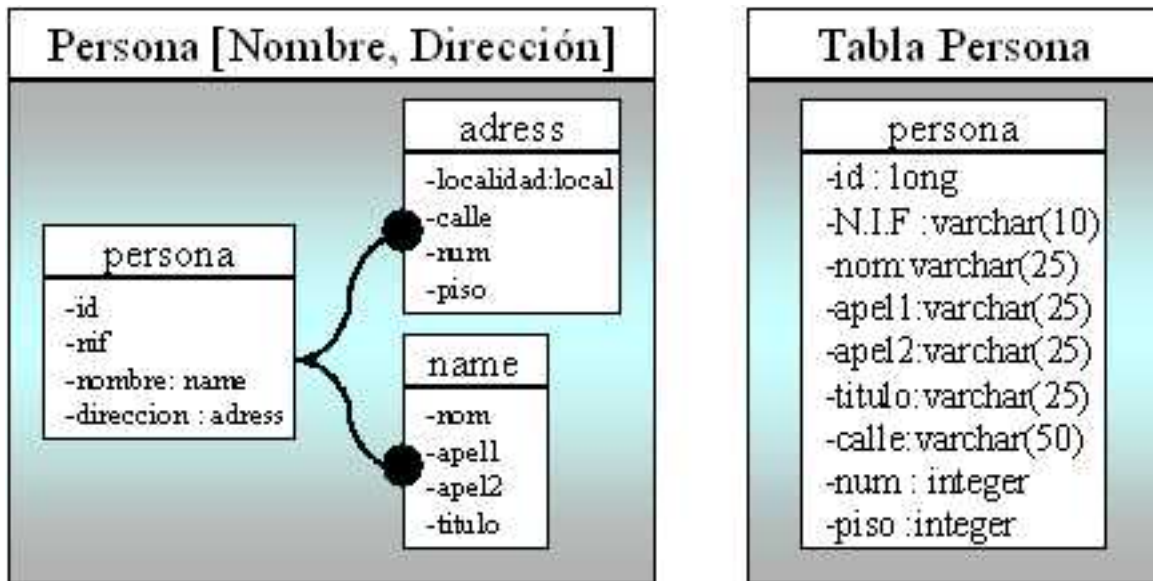 Persona [Nombre, Dirección]
adress
-localidad:local
-calle
-num
-piso
persona
-id
-nif
-nombre: name
-direccion : adress
name
-nom
-apel1
-apel2
-titulo
Tabla Persona
persona
-id : long
-N.I.F :varchar(10)
-nom:varchar(25)
-apel1:varchar(25)
-apel2:varchar(25)
-titulo:varchar(25)
-calle:varchar(50)
-num : integer
-piso :integer